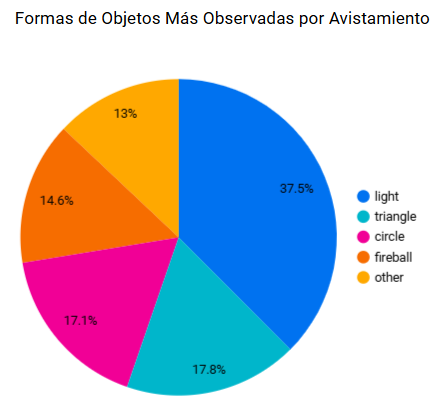 Formas de Objetos Más Observadas por Avistamiento
13%
37.5%
14.6%
17.1%
17.8%
light
triangle
circle
fireball
other